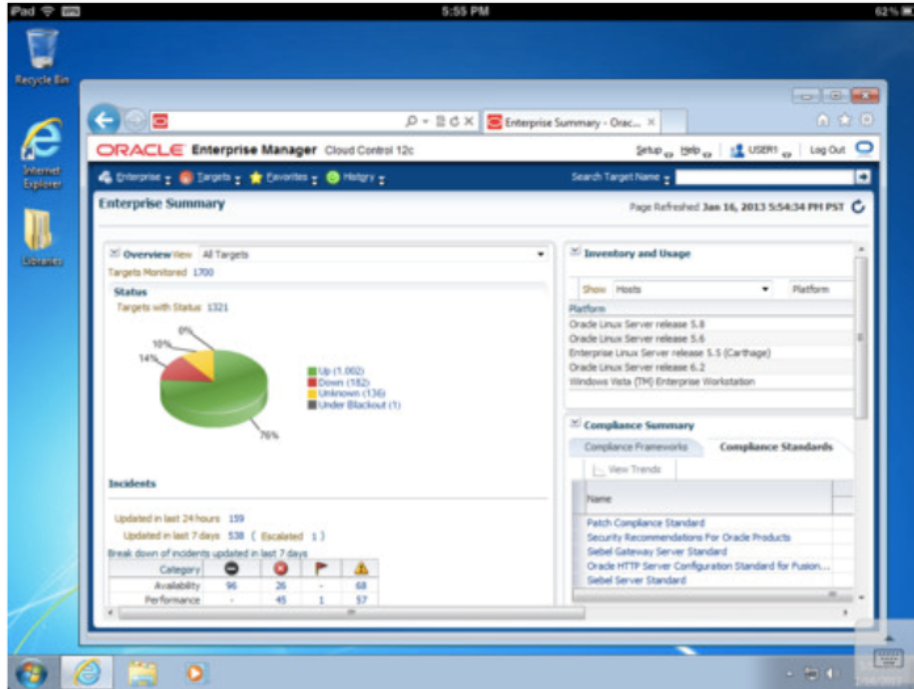 iPad VPN 5:55 PM 62%
Recycle Bin
Internet
Explorer
Libraries
Enterprise Summary - Orac...
ORACLE Enterprise Manager Cloud Control 12c
Setup Help USER1 Log Out
Enterprise Targets Favorites History Search Target Name
Enterprise Summary
Page Refreshed Jan 16, 2013 5:54:34 PM PST
Overview View All Targets
Targets Monitored 1700
Status
Targets with Status 1321
0%
10%
14%
76%
Up (1,002)
Down (182)
Unknown (136)
Under Blackout (1)
Incidents
Updated in last 24 hours 159
Updated in last 7 days 538 ( Escalated 1 )
Break down of incidents updated in last 7 days
Category
Availability 96 26 - 68
Performance - 45 1 57
Inventory and Usage
Show Hosts Platform
Platform
Oracle Linux Server release 5.8
Oracle Linux Server release 5.6
Enterprise Linux Server release 5.5 (Carthage)
Oracle Linux Server release 6.2
Windows Vista (TM) Enterprise Workstation
Compliance Summary
Compliance Frameworks Compliance Standards
View Trends
Name
Patch Compliance Standard
Security Recommendations For Oracle Products
Siebel Gateway Server Standard
Oracle HTTP Server Configuration Standard for Fusion...
Siebel Server Standard